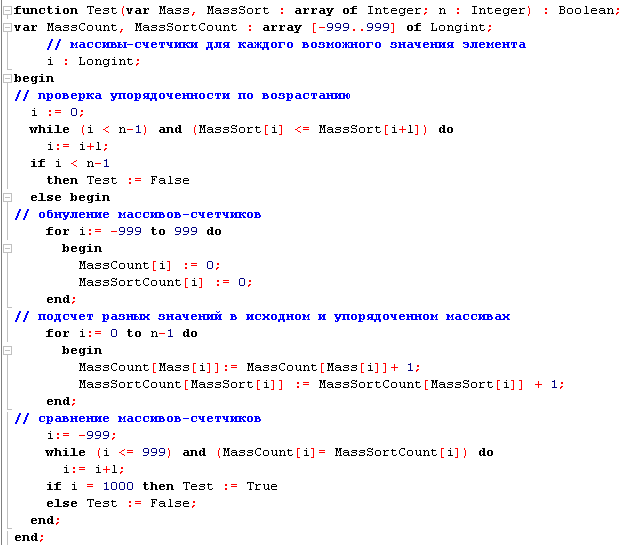 function Test(var Mass, MassSort : array of Integer; n : Integer) : Boolean;
var MassCount, MassSortCount : array [-999..999] of Longint;
// массивы-счетчики для каждого возможного значения элемента
i : Longint;
begin
// проверка упорядоченности по возрастанию
i := 0;
while (i < n-1) and (MassSort[i] <= MassSort[i+1]) do
i:= i+1;
if i < n-1
then Test := False
else begin
// обнуление массивов-счетчиков
for i:= -999 to 999 do
begin
MassCount[i] := 0;
MassSortCount[i] := 0;
end;
// подсчет разных значений в исходном и упорядоченном массивах
for i:= 0 to n-1 do
begin
MassCount[Mass[i]]:= MassCount[Mass[i]]+ 1;
MassSortCount[MassSort[i]] := MassSortCount[MassSort[i]] + 1;
end;
// сравнение массивов-счетчиков
i:= -999;
while (i <= 999) and (MassCount[i]= MassSortCount[i]) do
i:= i+1;
if i = 1000 then Test := True
else Test := False;
end;
end;